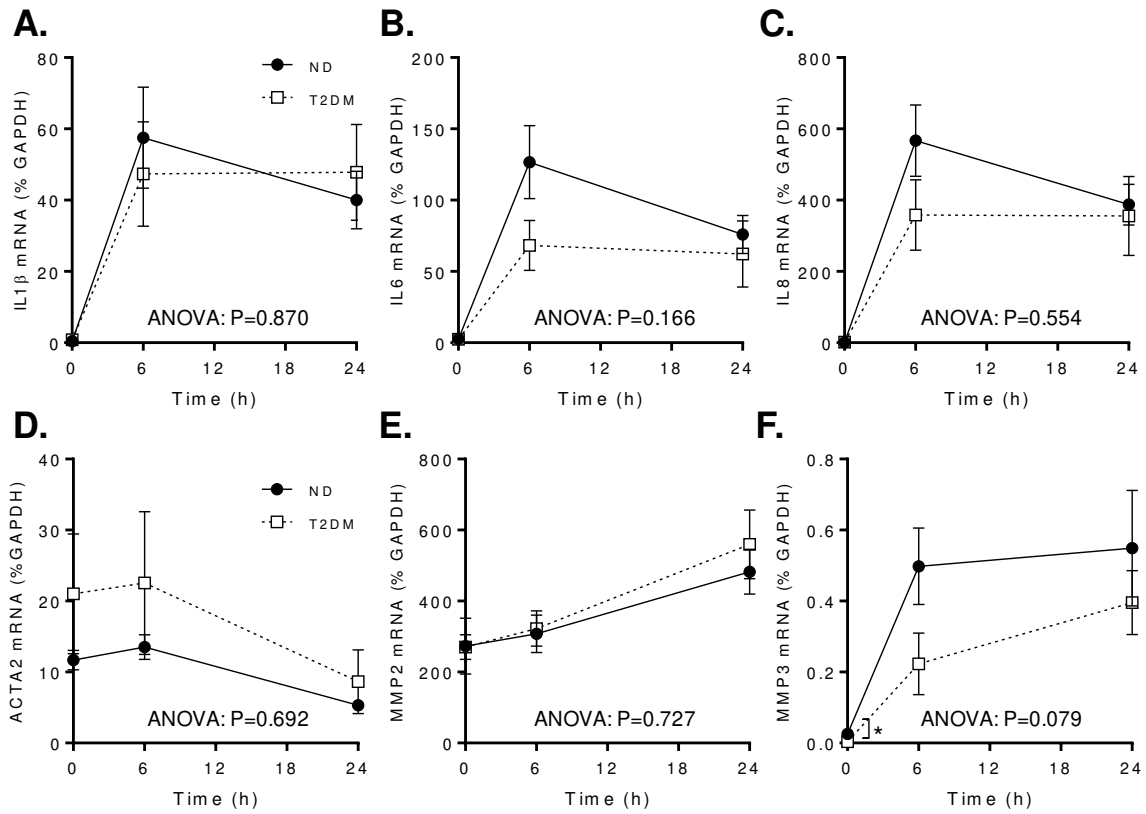 A.
B.
C.
IL1β mRNA (% GAPDH)
80
60
40
20
0
ND
T2DM
ANOVA: P=0.870
0 6 12 18 24
Time (h)
IL6 mRNA (% GAPDH)
200
150
100
50
0
ANOVA: P=0.166
0 6 12 18 24
Time (h)
IL8 mRNA (% GAPDH)
800
600
400
200
0
ANOVA: P=0.554
0 6 12 18 24
Time (h)
D.
E.
F.
ACTA2 mRNA (%GAPDH)
40
30
20
10
0
ND
T2DM
ANOVA: P=0.692
0 6 12 18 24
Time (h)
MMP2 mRNA (% GAPDH)
800
600
400
200
0
ANOVA: P=0.727
0 6 12 18 24
Time (h)
MMP3 mRNA (% GAPDH)
0.8
0.6
0.4
0.2
0.0
ANOVA: P=0.079
*
0 6 12 18 24
Time (h)